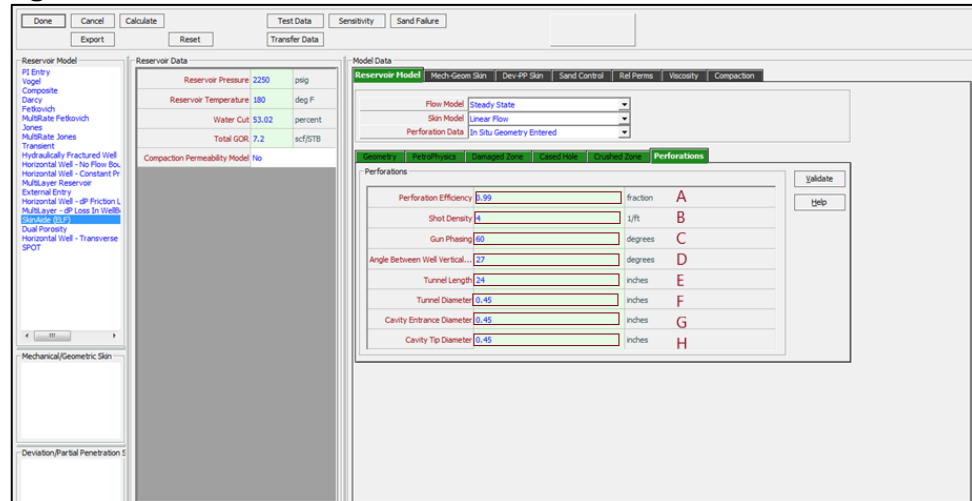 Done Cancel Calculate Test Data Sensitivity Sand Failure
Export Reset Transfer Data
Reservoir Model
PI Entry
Vogel
Composite
Darcy
Fetkovich
MultiRate Fetkovich
Jones
MultiRate Jones
Transient
Hydraulically Fractured Well
Horizontal Well - No Flow Bou
Horizontal Well - Constant Pr
MultiLayer Reservoir
External Entry
Horizontal Well - dP Friction L
MultiLayer - dP Loss In WellB
SkinAide (ELF)
Dual Porosity
Horizontal Well - Transverse
SPOT
Mechanical/Geometric Skin
Deviation/Partial Penetration S
Reservoir Data
Reservoir Pressure 2250 psig
Reservoir Temperature 180 deg F
Water Cut 53.02 percent
Total GOR 7.2 scf/STB
Compaction Permeability Model No
Model Data
Reservoir Model Mech-Geom Skin Dev-PP Skin Sand Control Rel Perms Viscosity Compaction
Flow Model Steady State
Skin Model Linear Flow
Perforation Data In Situ Geometry Entered
Geometry PetroPhysics Damaged Zone Cased Hole Crushed Zone Perforations
Perforations
Perforation Efficiency 0.99 fraction A
Shot Density 4 1/ft B
Gun Phasing 60 degrees C
Angle Between Well Vertical... 27 degrees D
Tunnel Length 24 inches E
Tunnel Diameter 0.45 inches F
Cavity Entrance Diameter 0.45 inches G
Cavity Tip Diameter 0.45 inches H
Validate
Help